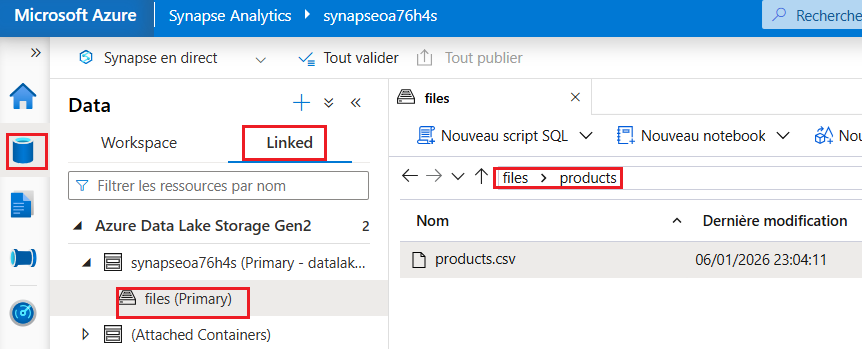 Microsoft Azure Synapse Analytics > synapseoa76h4s Recherche
» Synapse en direct Tout valider Tout publier
Data
Workspace Linked
Filtrer les ressources par nom
Azure Data Lake Storage Gen2 2
synapseoa76h4s (Primary - datalak...
files (Primary)
(Attached Containers)
files
Nouveau script SQL Nouveau notebook Nou
files > products
Nom Dernière modification
products.csv 06/01/2026 23:04:11